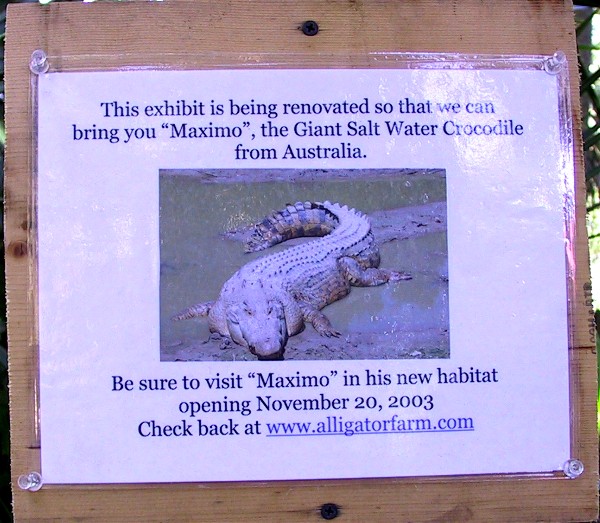 This exhibit is being renovated so that we can
bring you “Maximo”, the Giant Salt Water Crocodile
from Australia.
Be sure to visit “Maximo” in his new habitat
opening November 20, 2003
Check back at www.alligatorfarm.com